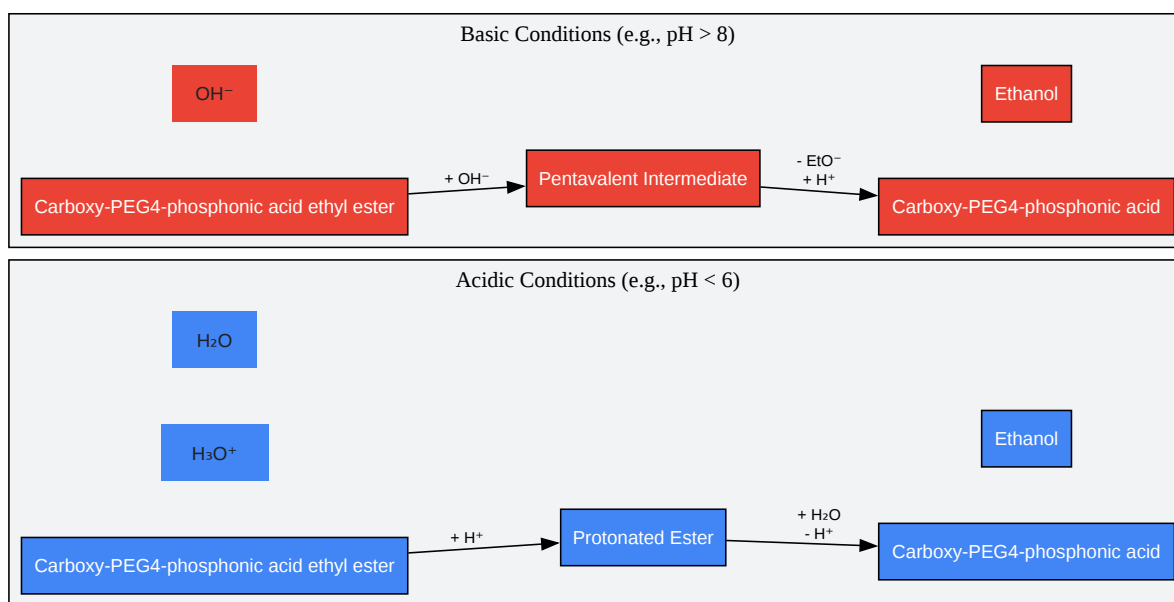 Basic Conditions (e.g., pH > 8)
OH⁻
Ethanol
Carboxy-PEG4-phosphonic acid ethyl ester
+ OH⁻
Pentavalent Intermediate
- EtO⁻
+ H⁺
Carboxy-PEG4-phosphonic acid
Acidic Conditions (e.g., pH < 6)
H₂O
H₃O⁺
Ethanol
Carboxy-PEG4-phosphonic acid ethyl ester
+ H⁺
Protonated Ester
+ H₂O
- H⁺
Carboxy-PEG4-phosphonic acid